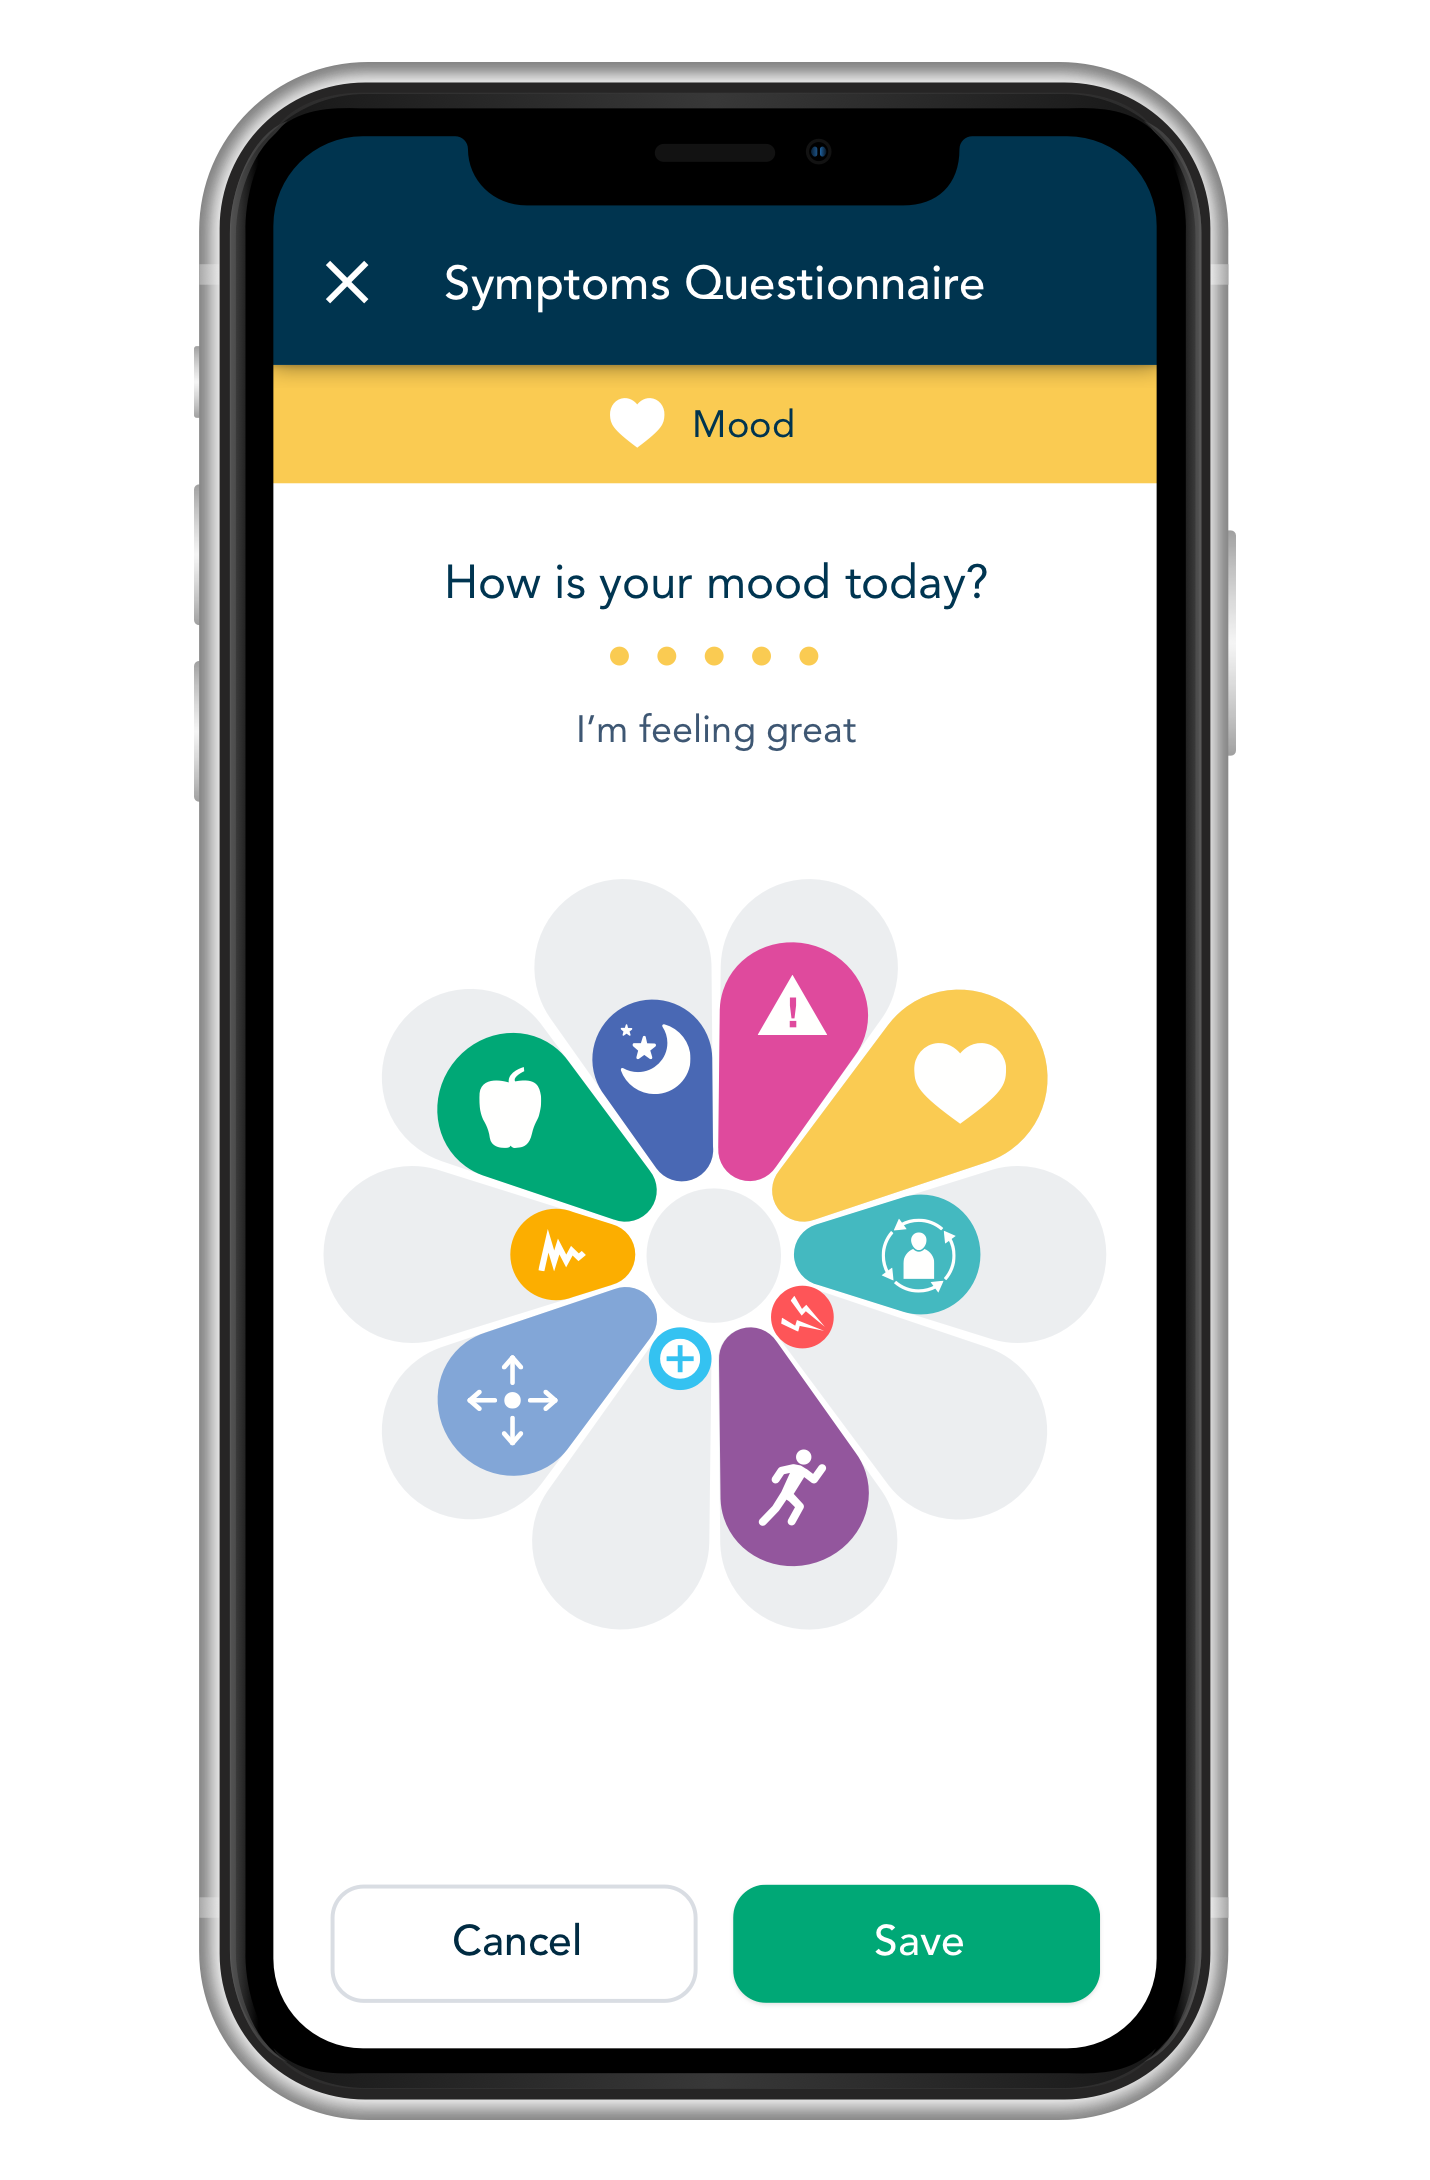 Symptoms Questionnaire
Mood
How is your mood today?
I’m feeling great
Cancel
Save